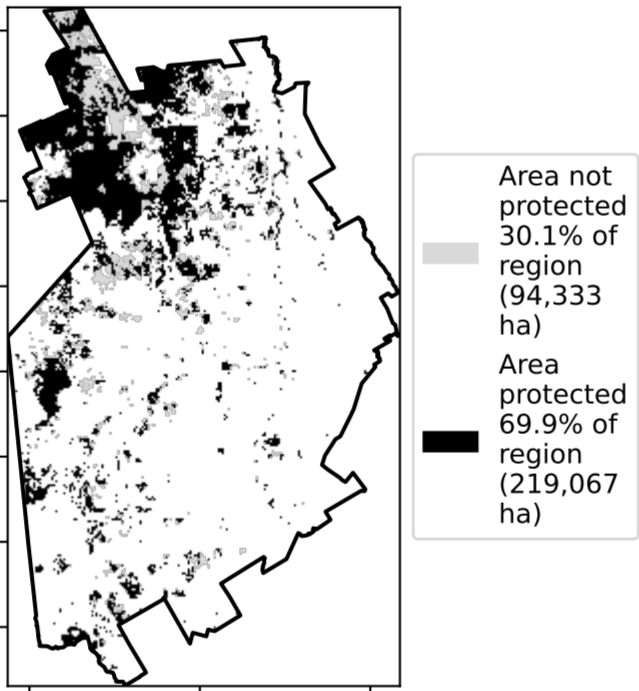 Area not
protected
30.1% of
region
(94,333
ha)
Area
protected
69.9% of
region
(219,067
ha)